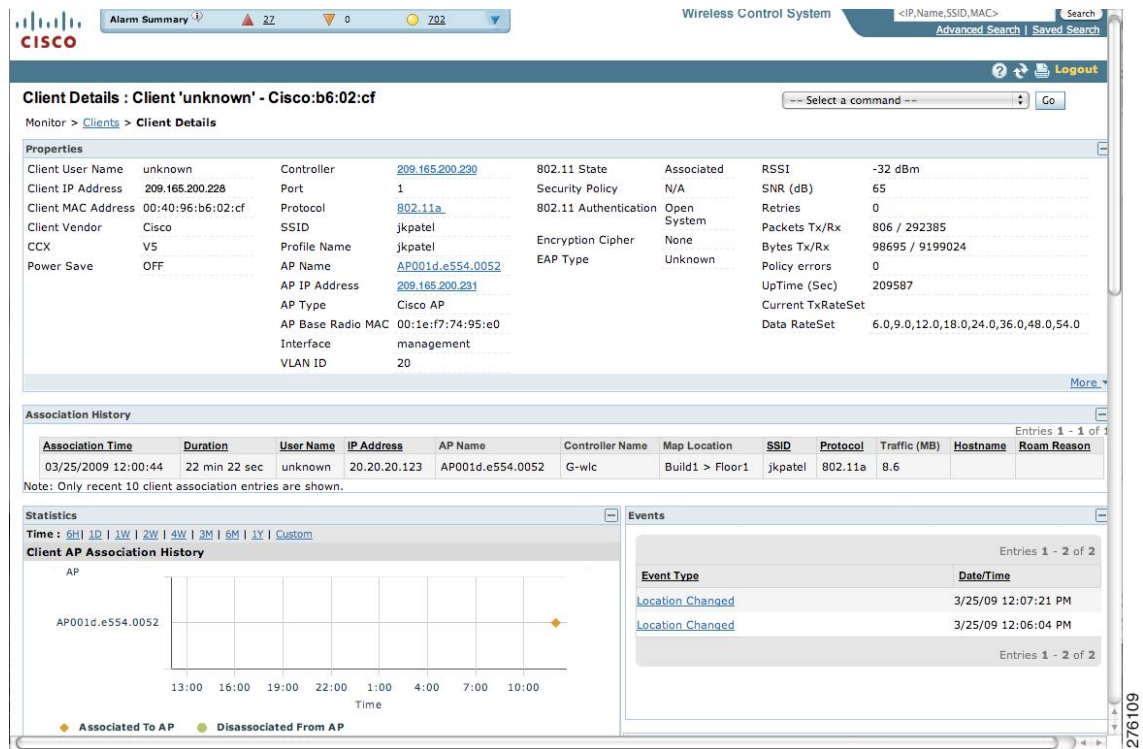 Alarm Summary 27 0 702
Wireless Control System
<IP,Name,SSID,MAC> Search
Advanced Search | Saved Search
CISCO
Logout
Client Details : Client 'unknown' - Cisco:b6:02:cf
-- Select a command -- Go
Monitor > Clients > Client Details
Properties
Client User Name unknown
Client IP Address 209.165.200.228
Client MAC Address 00:40:96:b6:02:cf
Client Vendor Cisco
CCX V5
Power Save OFF
Controller 209.165.200.230
Port 1
Protocol 802.11a
SSID jkpatel
Profile Name jkpatel
AP Name AP001d.e554.0052
AP IP Address 209.165.200.231
AP Type Cisco AP
AP Base Radio MAC 00:1e:f7:74:95:e0
Interface management
VLAN ID 20
802.11 State Associated
Security Policy N/A
802.11 Authentication Open
System
Encryption Cipher None
EAP Type Unknown
RSSI -32 dBm
SNR (dB) 65
Retries 0
Packets Tx/Rx 806 / 292385
Bytes Tx/Rx 98695 / 9199024
Policy errors 0
UpTime (Sec) 209587
Current TxRateSet
Data RateSet 6.0,9.0,12.0,18.0,24.0,36.0,48.0,54.0
More
Association History
Entries 1 - 1 of 1
Association Time Duration User Name IP Address AP Name Controller Name Map Location SSID Protocol Traffic (MB) Hostname Roam Reason
03/25/2009 12:00:44 22 min 22 sec unknown 20.20.20.123 AP001d.e554.0052 G-wlc Build1 > Floor1 jkpatel 802.11a 8.6
Note: Only recent 10 client association entries are shown.
Statistics
Time : 6H| 1D | 1W | 2W | 4W | 3M | 6M | 1Y | Custom
Client AP Association History
AP
AP001d.e554.0052
13:00 16:00 19:00 22:00 1:00 4:00 7:00 10:00
Time
Associated To AP Disassociated From AP
Events
Entries 1 - 2 of 2
Event Type Date/Time
Location Changed 3/25/09 12:07:21 PM
Location Changed 3/25/09 12:06:04 PM
Entries 1 - 2 of 2
276109